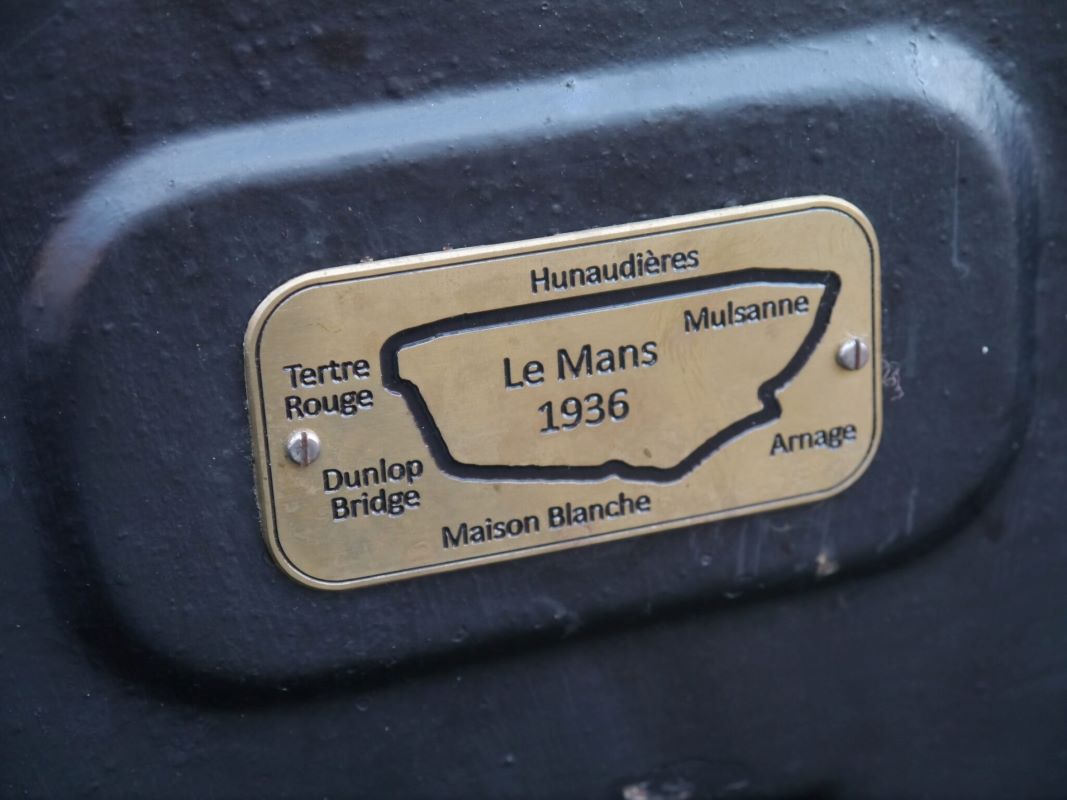 Hunaudières
Mulsanne
Tertre
Rouge
Le Mans
1936
Dunlop
Bridge
Arnage
Maison Blanche